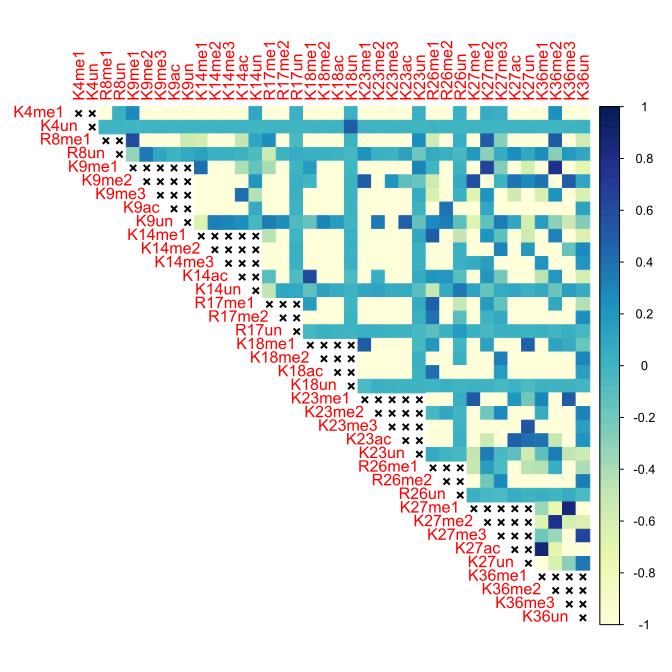 K4me1
K4un
R8me1
R8un
K9me1
K9me2
K9me3
K9ac
K9un
K14me1
K14me2
K14me3
K14ac
K14un
R17me1
R17me2
R17un
K18me1
K18me2
K18ac
K18un
K23me1
K23me2
K23me3
K23ac
K23un
R26me1
R26me2
R26un
K27me1
K27me2
K27me3
K27ac
K27un
K36me1
K36me2
K36me3
K36un
K4me1
K4un
R8me1
R8un
K9me1
K9me2
K9me3
K9ac
K9un
K14me1
K14me2
K14me3
K14ac
K14un
R17me1
R17me2
R17un
K18me1
K18me2
K18ac
K18un
K23me1
K23me2
K23me3
K23ac
K23un
R26me1
R26me2
R26un
K27me1
K27me2
K27me3
K27ac
K27un
K36me1
K36me2
K36me3
K36un
1
0.8
0.6
0.4
0.2
0
-0.2
-0.4
-0.6
-0.8
-1